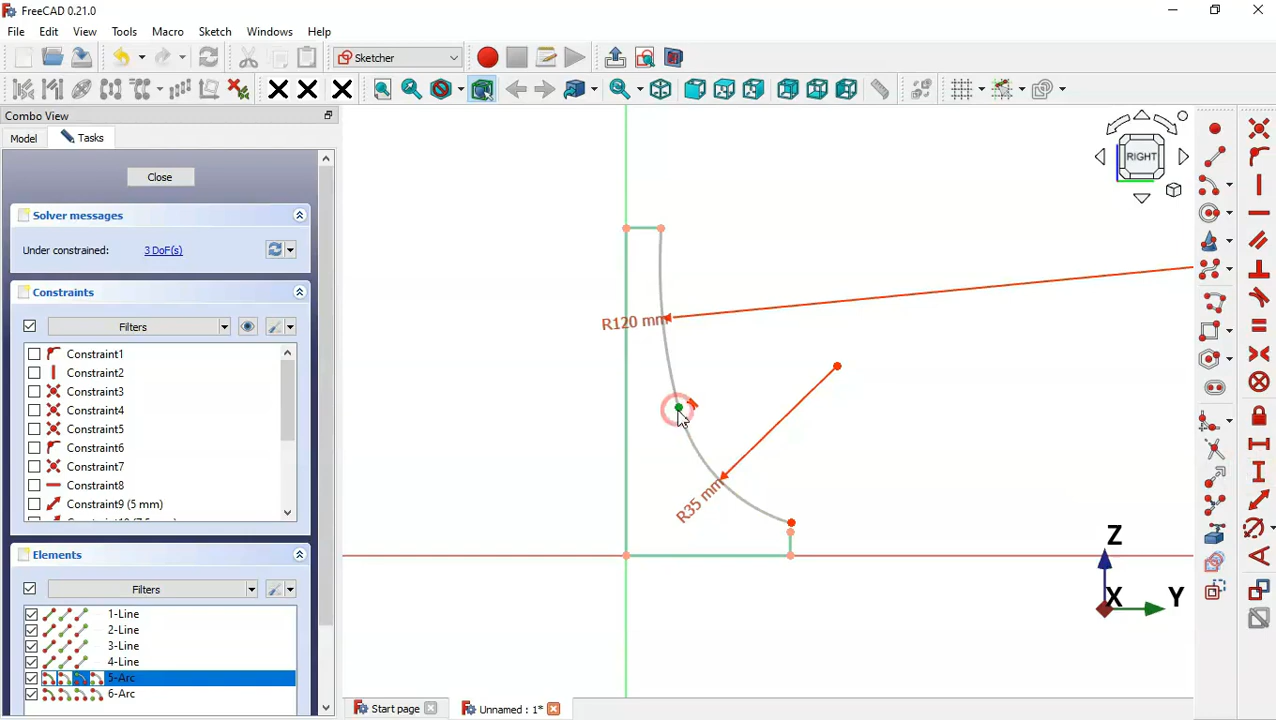 FreeCAD 0.21.0
File Edit View Tools Macro Sketch Windows Help
Sketcher
Combo View
Model Tasks
Close
Solver messages
Under constrained: 3 DoF(s)
Constraints
Filters
Constraint1
Constraint2
Constraint3
Constraint4
Constraint5
Constraint6
Constraint7
Constraint8
Constraint9 (5 mm)
Elements
Filters
1-Line
2-Line
3-Line
4-Line
5-Arc
6-Arc
RIGHT
R120 mm
R35 mm
Z
X Y
Start page Unnamed : 1*